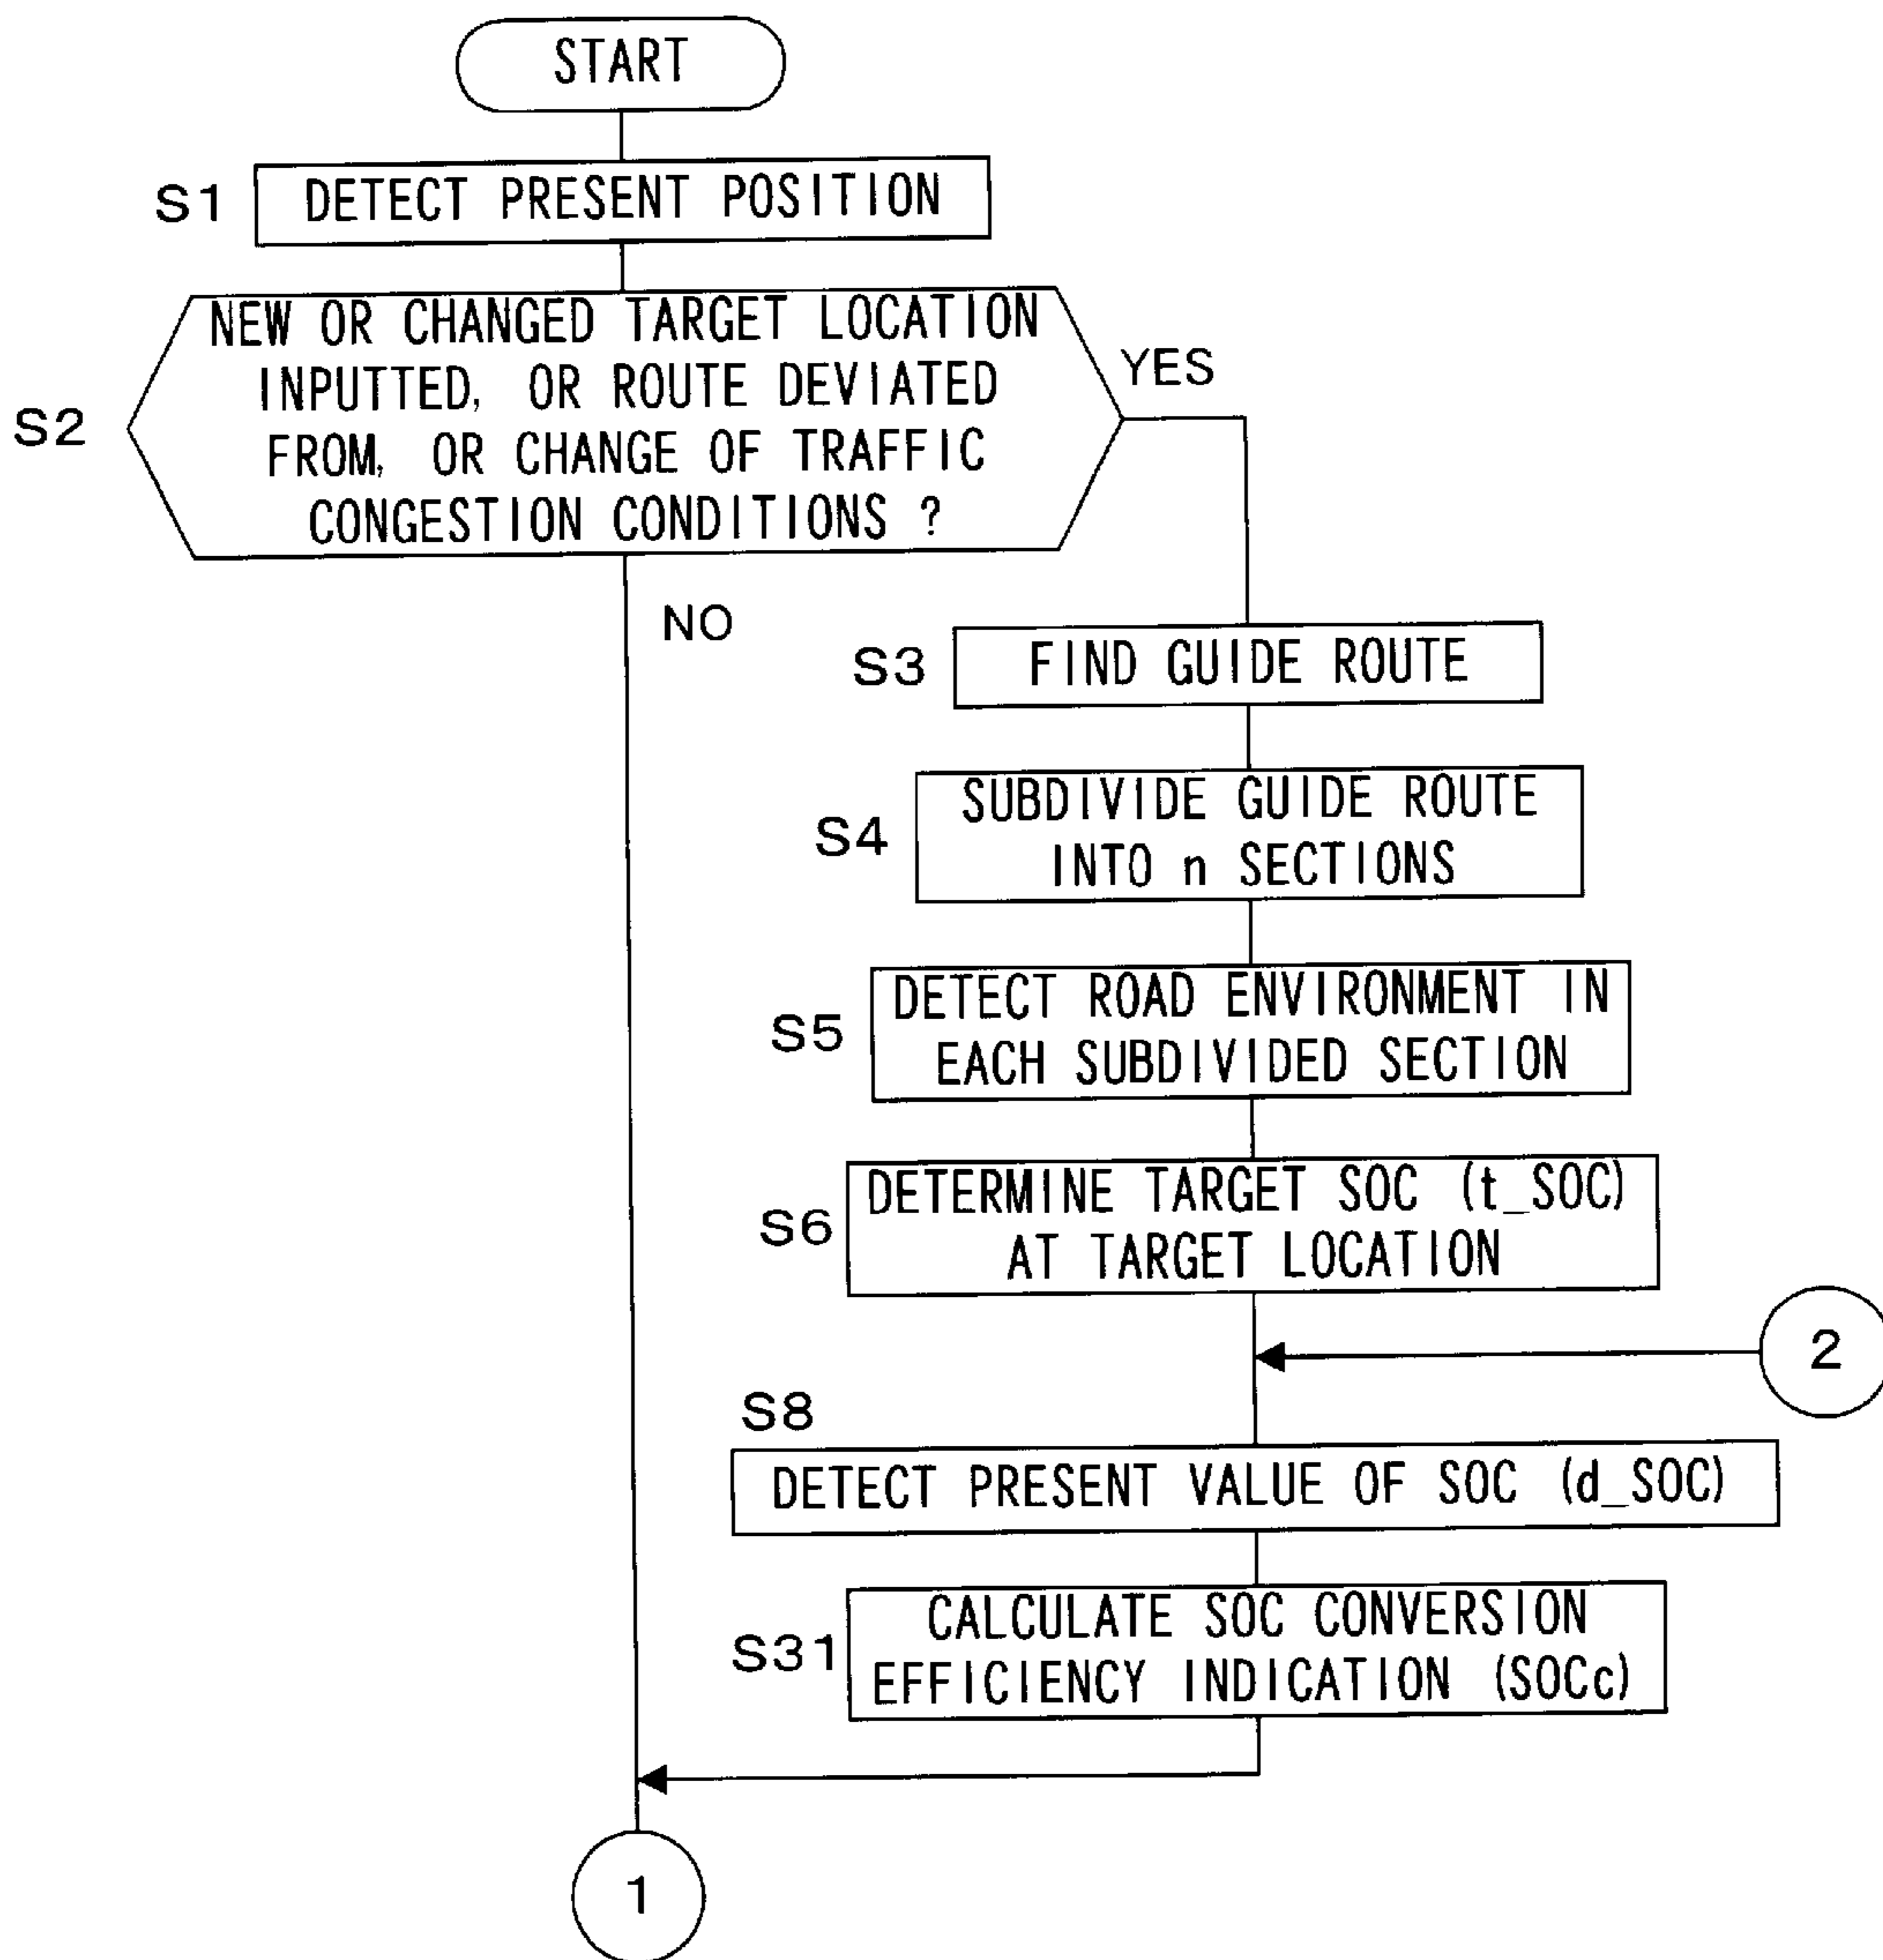 START
S1
DETECT PRESENT POSITION
S2
NEW OR CHANGED TARGET LOCATION
INPUTTED, OR ROUTE DEVIATED
FROM, OR CHANGE OF TRAFFIC
CONGESTION CONDITIONS ?
YES
NO
S3
FIND GUIDE ROUTE
S4
SUBDIVIDE GUIDE ROUTE
INTO n SECTIONS
S5
DETECT ROAD ENVIRONMENT IN
EACH SUBDIVIDED SECTION
S6
DETERMINE TARGET SOC (t_SOC)
AT TARGET LOCATION
2
S8
DETECT PRESENT VALUE OF SOC (d_SOC)
S31
CALCULATE SOC CONVERSION
EFFICIENCY INDICATION (SOCc)
1